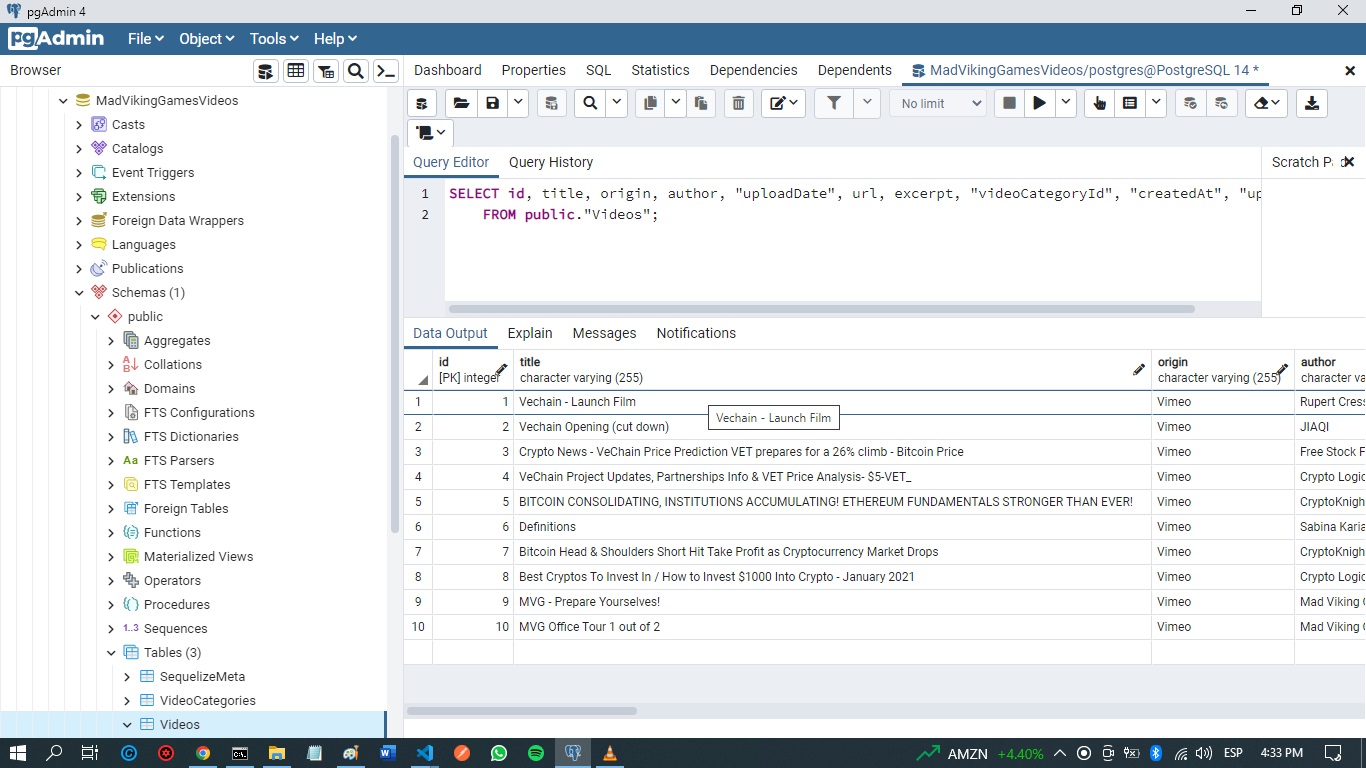 pgAdmin 4
pgAdmin File Object Tools Help
Browser
Dashboard Properties SQL Statistics Dependencies Dependents MadVikingGamesVideos/postgres@PostgreSQL 14 *
No limit
MadVikingGamesVideos
Casts
Catalogs
Event Triggers
Extensions
Foreign Data Wrappers
Languages
Publications
Schemas (1)
public
Aggregates
Collations
Domains
FTS Configurations
FTS Dictionaries
Aa FTS Parsers
FTS Templates
Foreign Tables
Functions
Materialized Views
Operators
Procedures
1..3 Sequences
Tables (3)
SequelizeMeta
VideoCategories
Videos
Query Editor Query History
Scratch P
1 SELECT id, title, origin, author, "uploadDate", url, excerpt, "videoCategoryId", "createdAt", "up
2 FROM public."Videos";
Data Output Explain Messages Notifications
id title origin author
[PK] integer character varying (255) character varying (255) character va
1 1 Vechain - Launch Film Vimeo Rupert Cress
Vechain - Launch Film
2 2 Vechain Opening (cut down) Vimeo JIAQI
3 3 Crypto News - VeChain Price Prediction VET prepares for a 26% climb - Bitcoin Price Vimeo Free Stock F
4 4 VeChain Project Updates, Partnerships Info & VET Price Analysis- $5-VET_ Vimeo Crypto Logic
5 5 BITCOIN CONSOLIDATING, INSTITUTIONS ACCUMULATING! ETHEREUM FUNDAMENTALS STRONGER THAN EVER! Vimeo CryptoKnigh
6 6 Definitions Vimeo Sabina Karia
7 7 Bitcoin Head & Shoulders Short Hit Take Profit as Cryptocurrency Market Drops Vimeo CryptoKnigh
8 8 Best Cryptos To Invest In / How to Invest $1000 Into Crypto - January 2021 Vimeo Crypto Logic
9 9 MVG - Prepare Yourselves! Vimeo Mad Viking
10 10 MVG Office Tour 1 out of 2 Vimeo Mad Viking
AMZN +4.40% ESP 4:33 PM